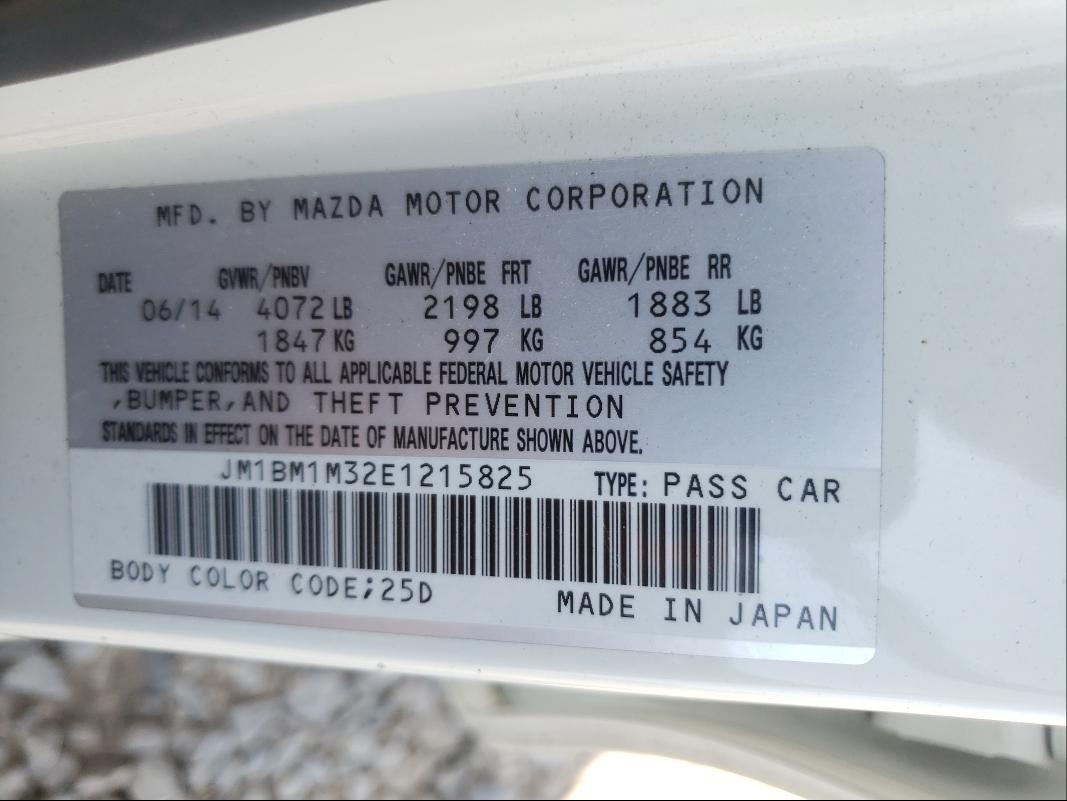 MFD. BY MAZDA MOTOR CORPORATION
DATE GVWR/PNBV GAWR/PNBE FRT GAWR/PNBE RR
06/14 4072 LB 2198 LB 1883 LB
1847 KG 997 KG 854 KG
THIS VEHICLE CONFORMS TO ALL APPLICABLE FEDERAL MOTOR VEHICLE SAFETY
,BUMPER,AND THEFT PREVENTION
STANDARDS IN EFFECT ON THE DATE OF MANUFACTURE SHOWN ABOVE.
JM1BM1M32E1215825 TYPE: PASS CAR
BODY COLOR CODE;25D MADE IN JAPAN